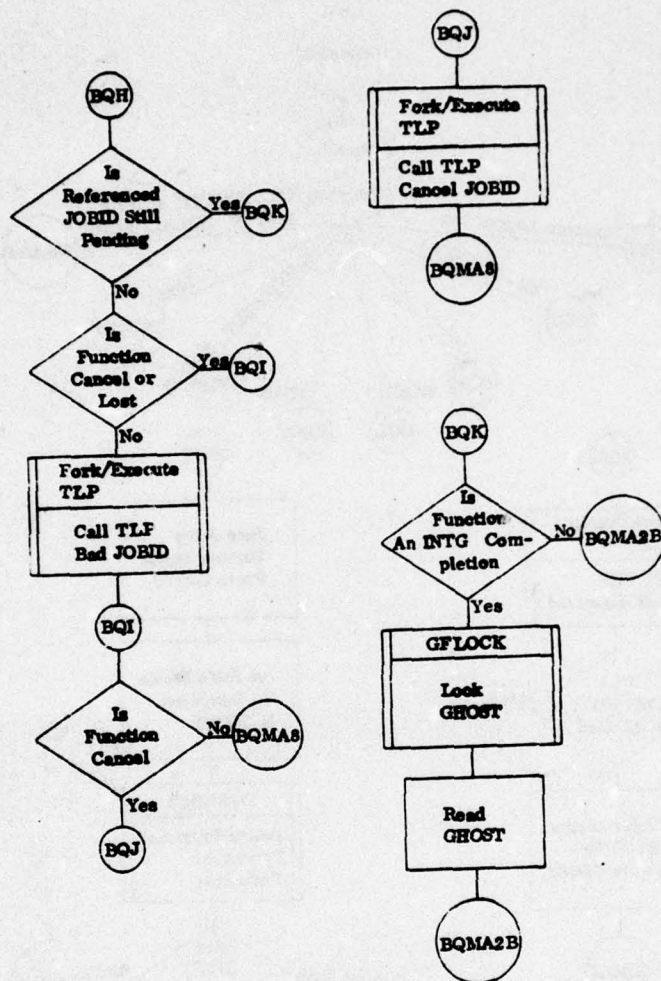 BQH
Is
Referenced
JOBID Still
Pending
Yes
BQK
No
Is
Function
Cancel or
Lost
Yes
BQI
No
Fork/Execute
TLP
Call TLP
Bad JOBID
BQI
Is
Function
Cancel
No
BQMA8
Yes
BQJ
BQJ
Fork/Execute
TLP
Call TLP
Cancel JOBID
BQMA8
BQK
Is
Function
An INTG Com-
pletion
No
BQMA2B
Yes
GFLOCK
Lock
GHOST
Read
GHOST
BQMA2B